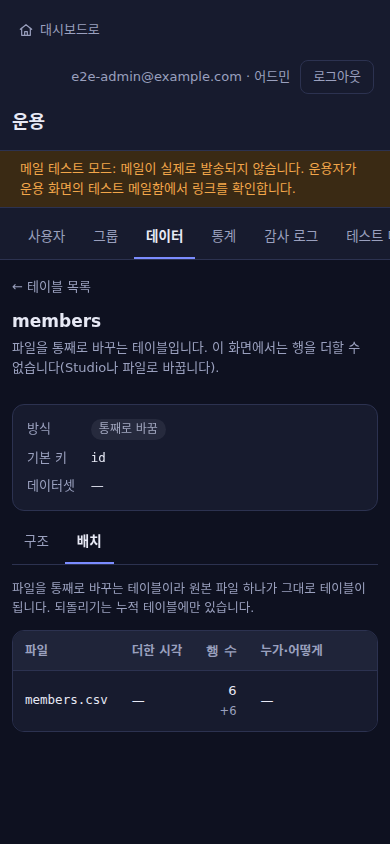 대시보드로
e2e-admin@example.com · 어드민
로그아웃
운용
메일 테스트 모드: 메일이 실제로 발송되지 않습니다. 운용자가
운용 화면의 테스트 메일함에서 링크를 확인합니다.
사용자 그룹 데이터 통계 감사 로그 테스트
← 테이블 목록
members
파일을 통째로 바꾸는 테이블입니다. 이 화면에서는 행을 더할 수
없습니다(Studio나 파일로 바꿉니다).
방식 통째로 바꿈
기본 키 id
데이터셋 —
구조 배치
파일을 통째로 바꾸는 테이블이라 원본 파일 하나가 그대로 테이블이
됩니다. 되돌리기는 누적 테이블에만 있습니다.
파일 더한 시각 행 수 누가·어떻게
members.csv — 6 —
+6